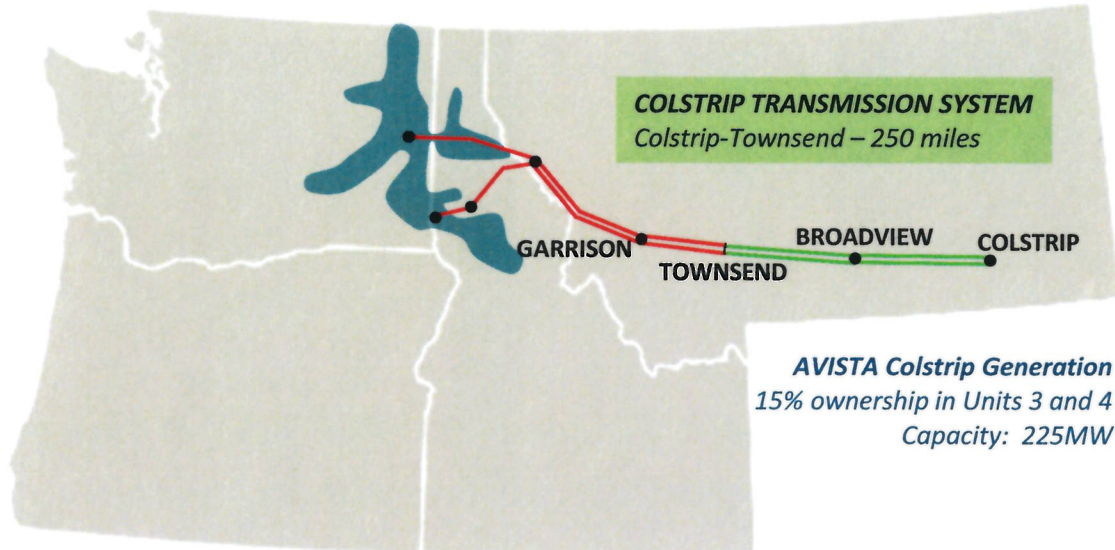 COLSTRIP TRANSMISSION SYSTEM
Colstrip-Townsend – 250 miles
GARRISON
TOWNSEND
BROADVIEW
COLSTRIP
AVISTA Colstrip Generation
15% ownership in Units 3 and 4
Capacity: 225MW